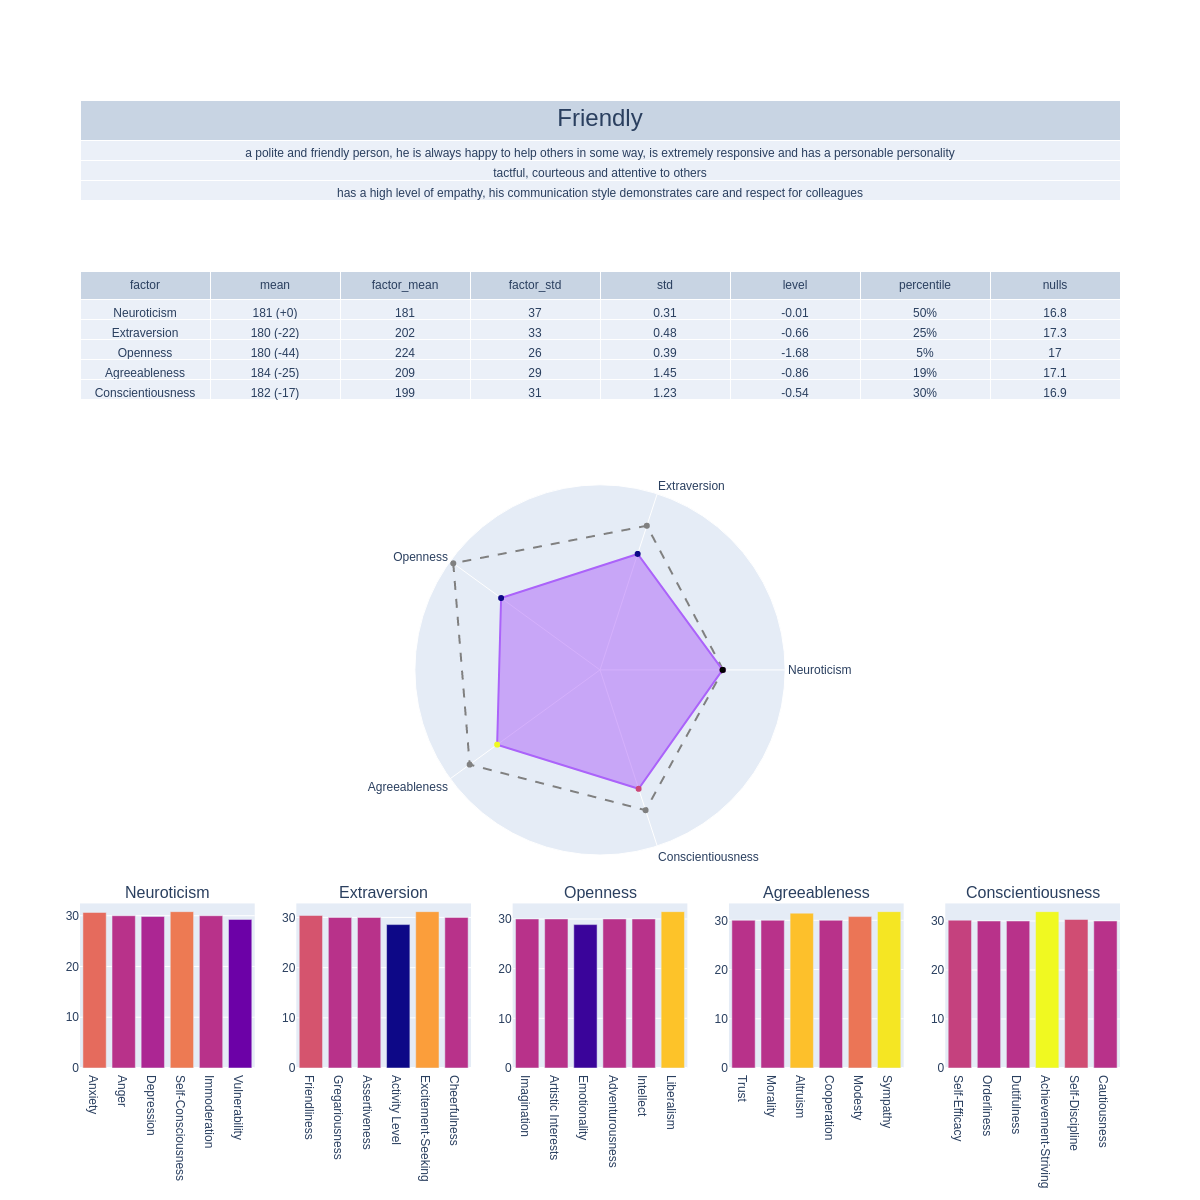 Friendly
a polite and friendly person, he is always happy to help others in some way, is extremely responsive and has a personable personality
tactful, courteous and attentive to others
has a high level of empathy, his communication style demonstrates care and respect for colleagues
factor mean factor_mean factor_std std level percentile nulls
Neuroticism 181 (+0) 181 37 0.31 -0.01 50% 16.8
Extraversion 180 (-22) 202 33 0.48 -0.66 25% 17.3
Openness 180 (-44) 224 26 0.39 -1.68 5% 17
Agreeableness 184 (-25) 209 29 1.45 -0.86 19% 17.1
Conscientiousness 182 (-17) 199 31 1.23 -0.54 30% 16.9
Extraversion
Openness
Neuroticism
Agreeableness
Conscientiousness
Neuroticism
30
20
10
0
Anxiety
Anger
Depression
Self-Consciousness
Immoderation
Vulnerability
Extraversion
30
20
10
0
Friendliness
Gregariousness
Assertiveness
Activity Level
Excitement-Seeking
Cheerfulness
Openness
30
20
10
0
Imagination
Artistic Interests
Emotionality
Adventurousness
Intellect
Liberalism
Agreeableness
30
20
10
0
Trust
Morality
Altruism
Cooperation
Modesty
Sympathy
Conscientiousness
30
20
10
0
Self-Efficacy
Orderliness
Dutifulness
Achievement-Striving
Self-Discipline
Cautiousness